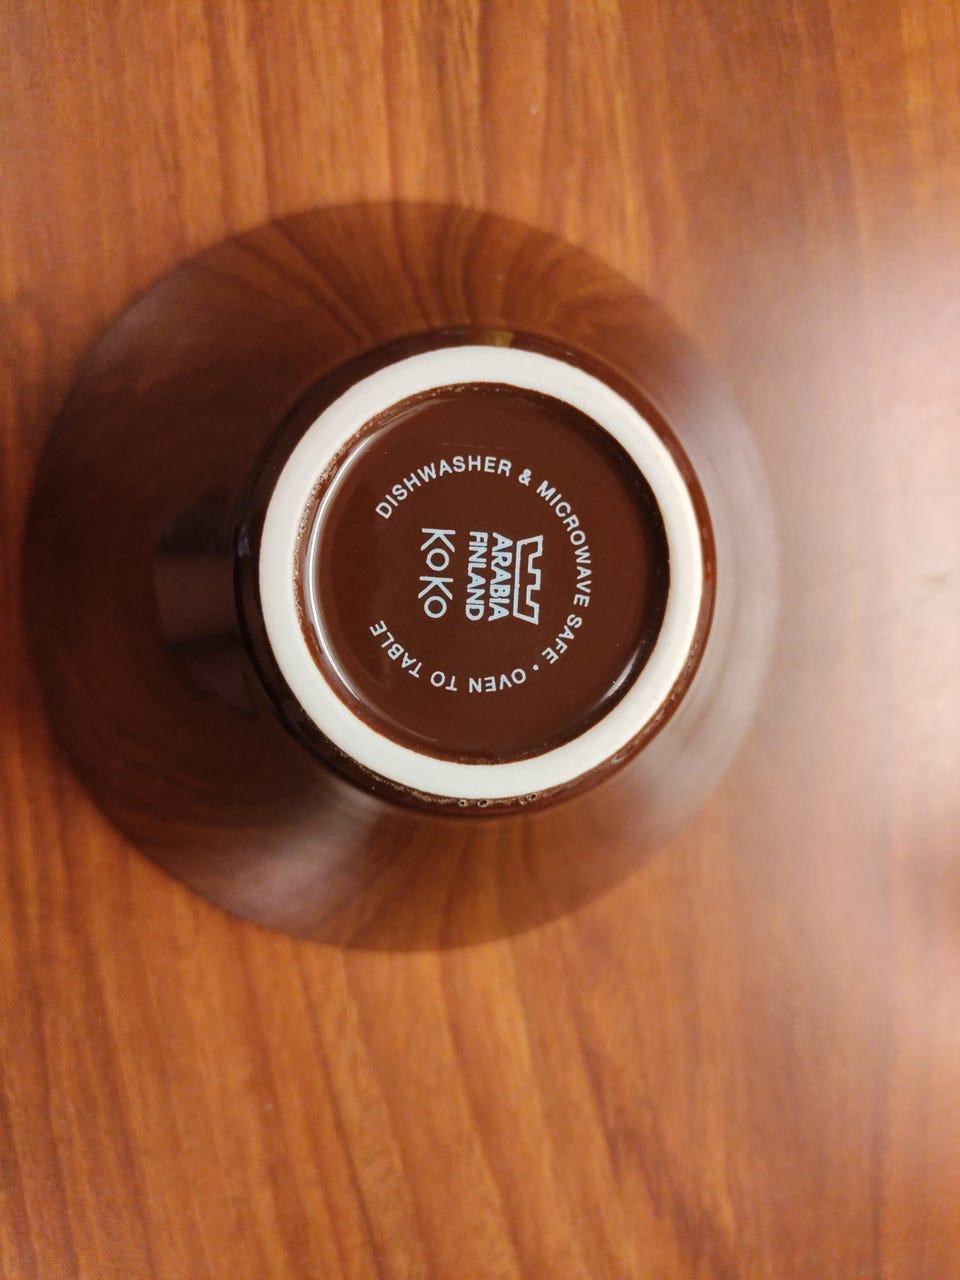 DISHWASHER & MICROWAVE SAFE • OVEN TO TABLE
ARABIA
FINLAND
KoKo